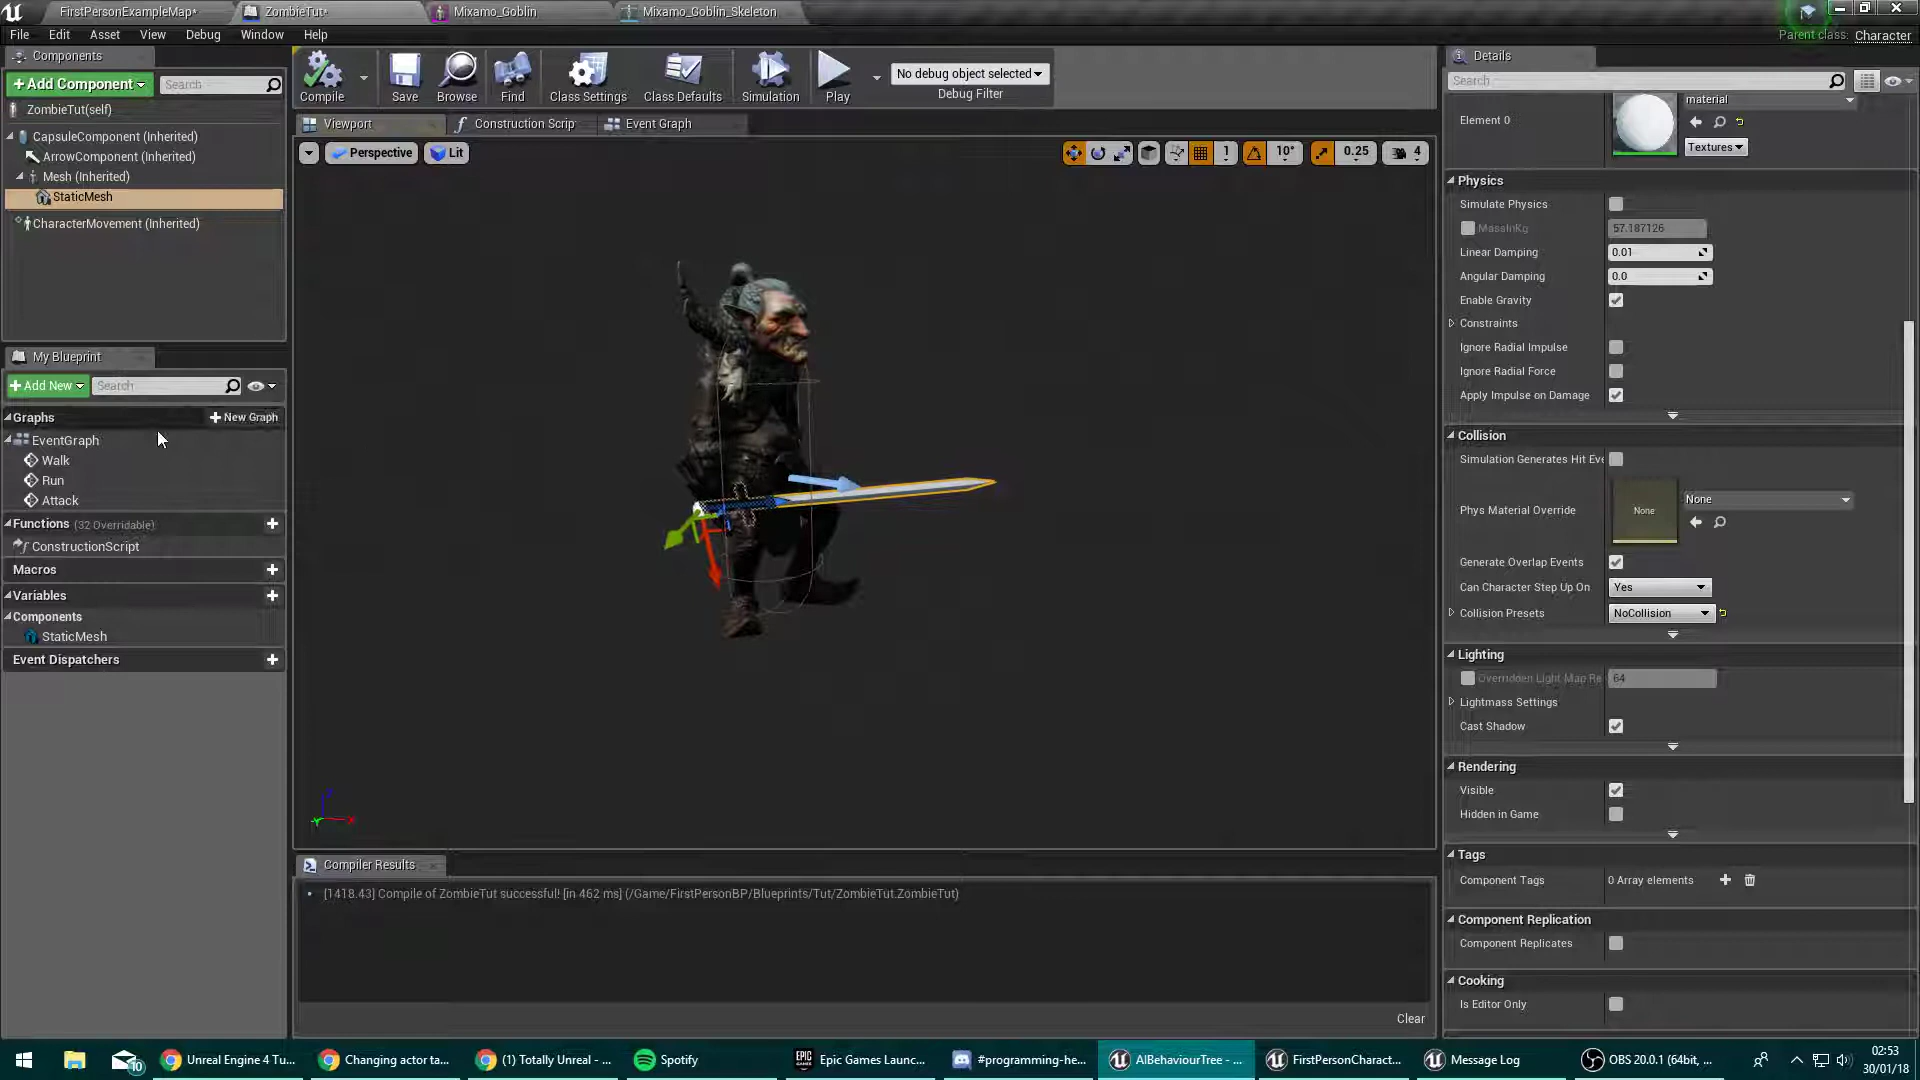 FirstPersonExampleMap*
ZombieTut*
Mixamo_Goblin
Mixamo_Goblin_Skeleton
File Edit Asset View Debug Window Help
Parent class: Character
Components
+ Add Component
Search
ZombieTut(self)
CapsuleComponent (Inherited)
ArrowComponent (Inherited)
Mesh (Inherited)
StaticMesh
CharacterMovement (Inherited)
My Blueprint
+ Add New
Search
Graphs
+ New Graph
EventGraph
Walk
Run
Attack
Functions (32 Overridable)
ConstructionScript
Macros
Variables
Components
StaticMesh
Event Dispatchers
Compile
Save
Browse
Find
Class Settings
Class Defaults
Simulation
Play
No debug object selected
Debug Filter
Viewport
Construction Scrip
Event Graph
Perspective
Lit
1
10°
0.25
4
Compiler Results
[1418.43] Compile of ZombieTut successful! [in 462 ms] (/Game/FirstPersonBP/Blueprints/Tut/ZombieTut.ZombieTut)
Clear
Details
Search
Element 0
material
Textures
Physics
Simulate Physics
MassInKg 57.187126
Linear Damping 0.01
Angular Damping 0.0
Enable Gravity
Constraints
Ignore Radial Impulse
Ignore Radial Force
Apply Impulse on Damage
Collision
Simulation Generates Hit Eve
Phys Material Override
None
None
Generate Overlap Events
Can Character Step Up On Yes
Collision Presets NoCollision
Lighting
Overridden Light Map Re 64
Lightmass Settings
Cast Shadow
Rendering
Visible
Hidden in Game
Tags
Component Tags 0 Array elements
Component Replication
Component Replicates
Cooking
Is Editor Only
10
Unreal Engine 4 Tu...
Changing actor ta...
(1) Totally Unreal - ...
Spotify
Epic Games Launc...
#programming-he...
AIBehaviourTree - ...
FirstPersonCharact...
Message Log
OBS 20.0.1 (64bit, ...
02:53
30/01/18